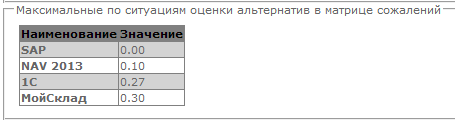 Максимальные по ситуациям оценки альтернатив в матрице сожалений
Наименование Значение
SAP 0.00
NAV 2013 0.10
1С 0.27
МойСклад 0.30